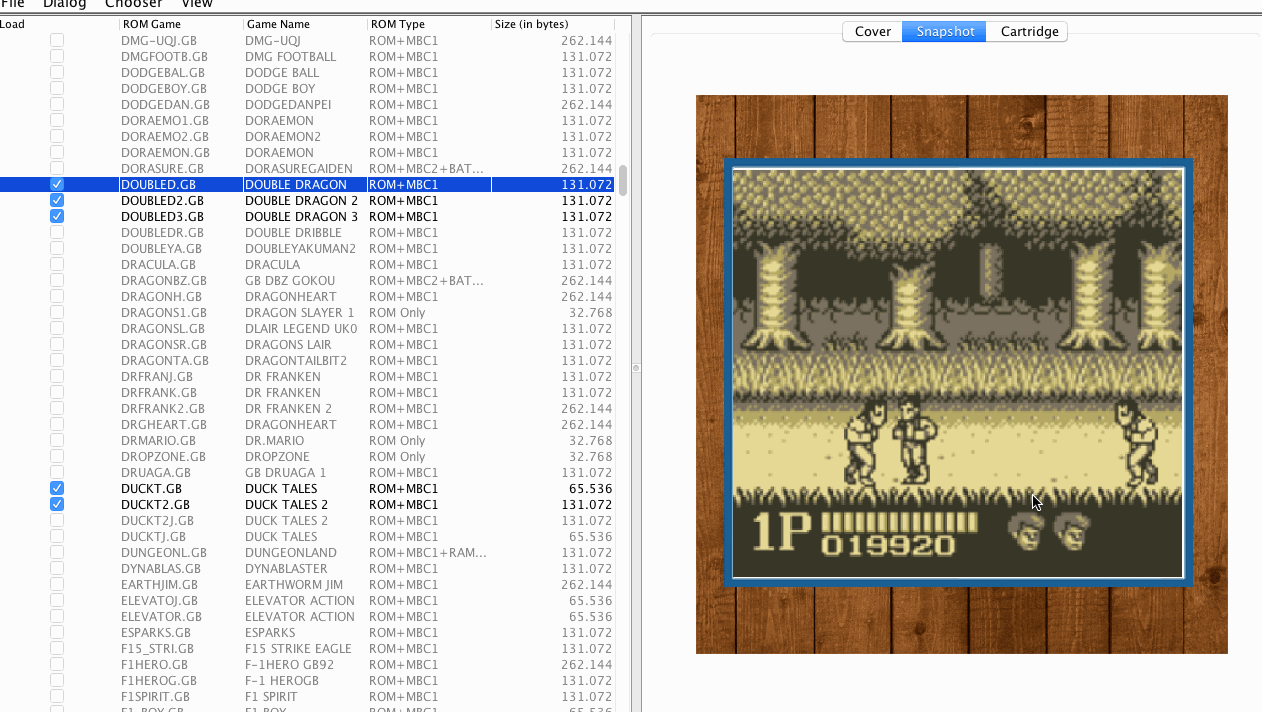 File Dialog Chooser View
Load ROM Game Game Name ROM Type Size (in bytes)
DMG-UQJ.GB DMG-UQJ ROM+MBC1 262.144
DMGFOOTB.GB DMG FOOTBALL ROM+MBC1 131.072
DODGEBAL.GB DODGE BALL ROM+MBC1 131.072
DODGEBOY.GB DODGE BOY ROM+MBC1 131.072
DODGEDAN.GB DODGEDANPEI ROM+MBC1 262.144
DORAEMO1.GB DORAEMON ROM+MBC1 131.072
DORAEMO2.GB DORAEMON2 ROM+MBC1 131.072
DORAEMON.GB DORAEMON ROM+MBC1 131.072
DORASURE.GB DORASUREGAIDEN ROM+MBC2+BAT... 262.144
DOUBLED.GB DOUBLE DRAGON ROM+MBC1 131.072
DOUBLED2.GB DOUBLE DRAGON 2 ROM+MBC1 131.072
DOUBLED3.GB DOUBLE DRAGON 3 ROM+MBC1 131.072
DOUBLEDR.GB DOUBLE DRIBBLE ROM+MBC1 131.072
DOUBLEYA.GB DOUBLEYAKUMAN2 ROM+MBC1 131.072
DRACULA.GB DRACULA ROM+MBC1 131.072
DRAGONBZ.GB GB DBZ GOKOU ROM+MBC2+BAT... 262.144
DRAGONH.GB DRAGONHEART ROM+MBC1 262.144
DRAGONS1.GB DRAGON SLAYER 1 ROM Only 32.768
DRAGONSL.GB DLAIR LEGEND UK0 ROM+MBC1 131.072
DRAGONSR.GB DRAGONS LAIR ROM+MBC1 131.072
DRAGONTA.GB DRAGONTAILBIT2 ROM+MBC1 131.072
DRFRANJ.GB DR FRANKEN ROM+MBC1 131.072
DRFRANK.GB DR FRANKEN ROM+MBC1 131.072
DRFRANK2.GB DR FRANKEN 2 ROM+MBC1 262.144
DRGHEART.GB DRAGONHEART ROM+MBC1 262.144
DRMARIO.GB DR.MARIO ROM Only 32.768
DROPZONE.GB DROPZONE ROM Only 32.768
DRUAGA.GB GB DRUAGA 1 ROM+MBC1 131.072
DUCKT.GB DUCK TALES ROM+MBC1 65.536
DUCKT2.GB DUCK TALES 2 ROM+MBC1 131.072
DUCKT2J.GB DUCK TALES 2 ROM+MBC1 131.072
DUCKTJ.GB DUCK TALES ROM+MBC1 65.536
DUNGEONL.GB DUNGEONLAND ROM+MBC1+RAM... 131.072
DYNABLAS.GB DYNABLASTER ROM+MBC1 131.072
EARTHJIM.GB EARTHWORM JIM ROM+MBC1 262.144
ELEVATOJ.GB ELEVATOR ACTION ROM+MBC1 65.536
ELEVATOR.GB ELEVATOR ACTION ROM+MBC1 65.536
ESPARKS.GB ESPARKS ROM+MBC1 131.072
F15_STRI.GB F15 STRIKE EAGLE ROM+MBC1 131.072
F1HERO.GB F-1HERO GB92 ROM+MBC1 262.144
F1HEROG.GB F-1 HEROGB ROM+MBC1 131.072
F1SPIRIT.GB F1 SPIRIT ROM+MBC1 131.072
Cover Snapshot Cartridge
1P
019920